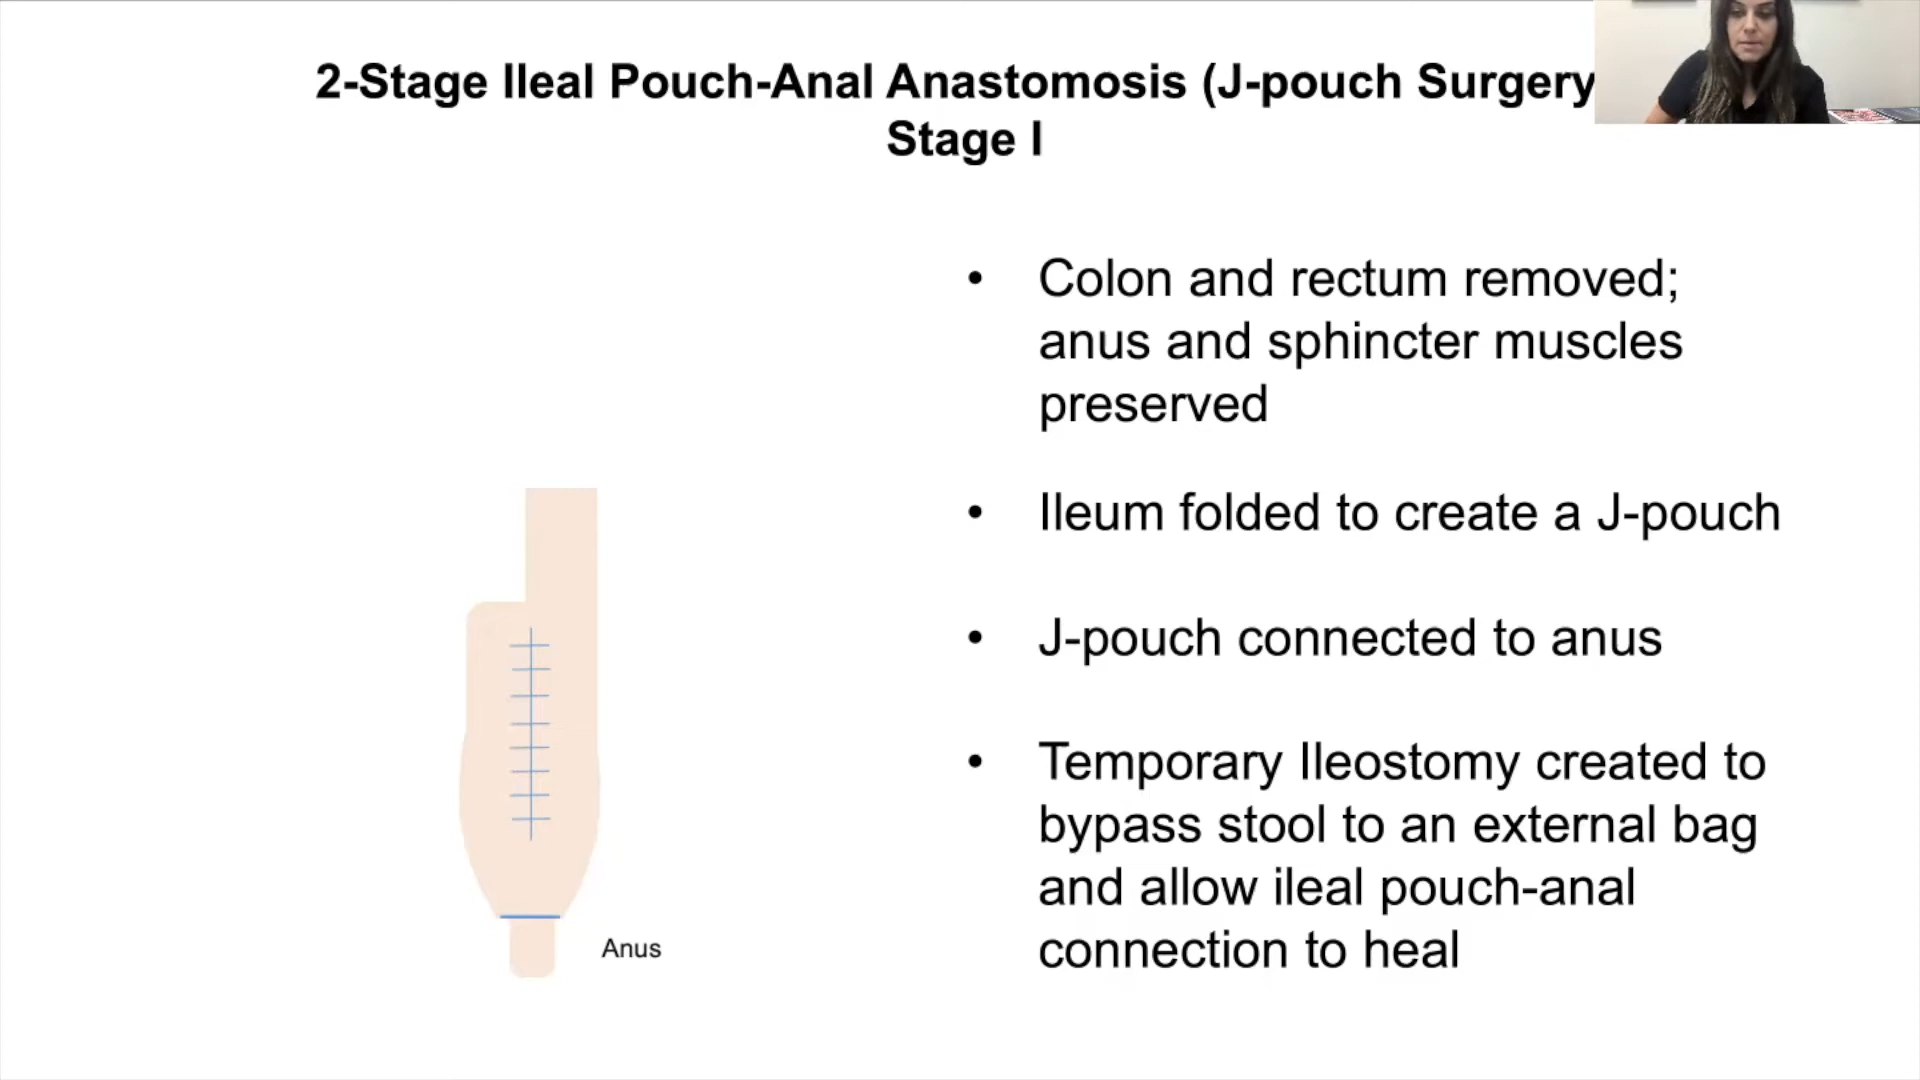 2-Stage Ileal Pouch-Anal Anastomosis (J-pouch Surgery
Stage I
• Colon and rectum removed;
anus and sphincter muscles
preserved
• Ileum folded to create a J-pouch
• J-pouch connected to anus
• Temporary Ileostomy created to
bypass stool to an external bag
and allow ileal pouch-anal
connection to heal
Anus